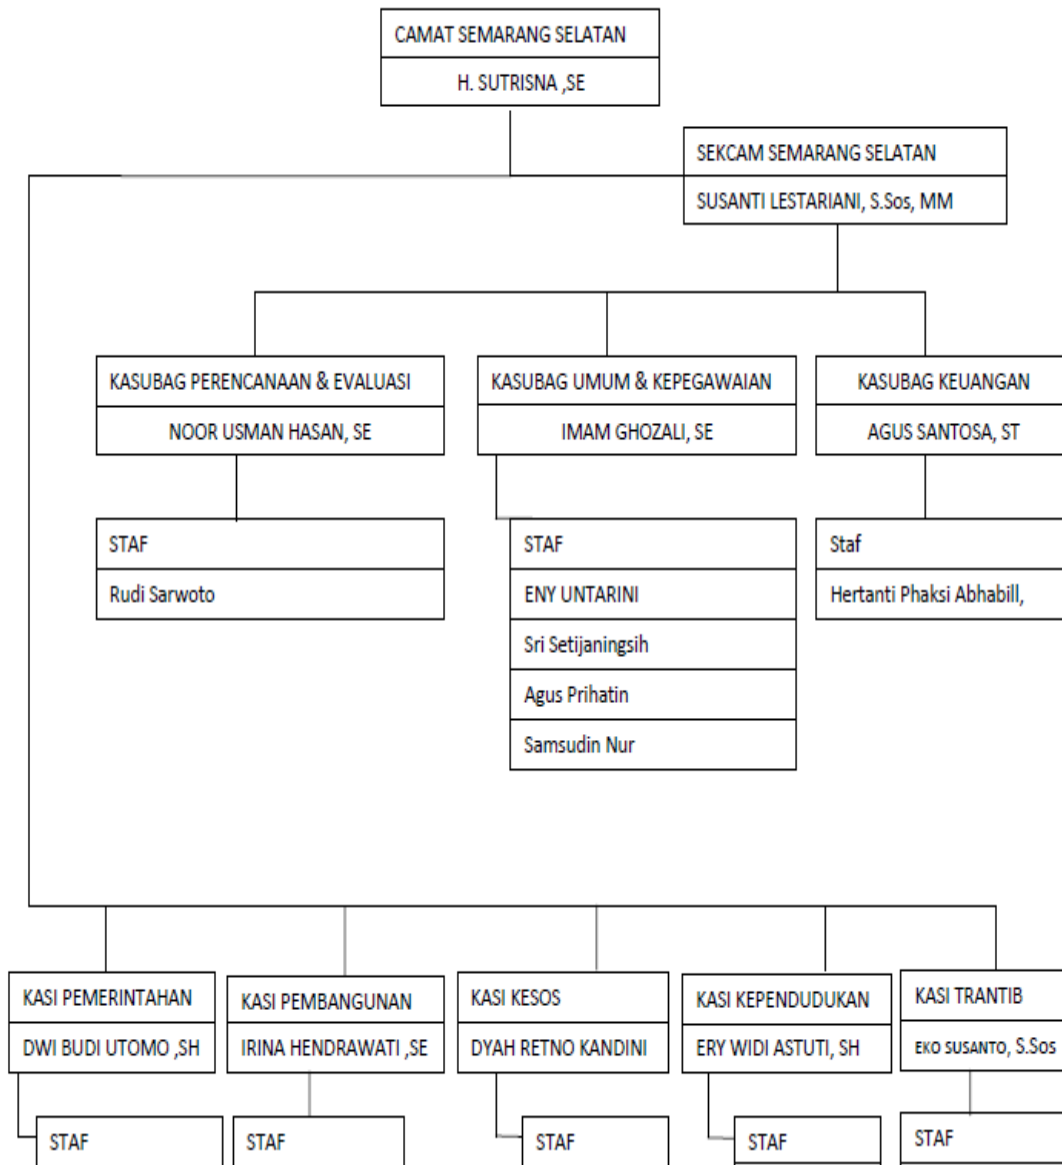 CAMAT SEMARANG SELATAN
H. SUTRISNA ,SE
SEKCAM SEMARANG SELATAN
SUSANTI LESTARIANI, S.Sos, MM
KASUBAG PERENCANAAN & EVALUASI
NOOR USMAN HASAN, SE
KASUBAG UMUM & KEPEGAWAIAN
IMAM GHOZALI, SE
KASUBAG KEUANGAN
AGUS SANTOSA, ST
STAF
Rudi Sarwoto
STAF
ENY UNTARINI
Sri Setijaningsih
Agus Prihatin
Samsudin Nur
Staf
Hertanti Phaksi Abhabill,
KASI PEMERINTAHAN
DWI BUDI UTOMO ,SH
KASI PEMBANGUNAN
IRINA HENDRAWATI ,SE
KASI KESOS
DYAH RETNO KANDINI
KASI KEPENDUDUKAN
ERY WIDI ASTUTI, SH
KASI TRANTIB
EKO SUSANTO, S.Sos
STAF
STAF
STAF
STAF
STAF